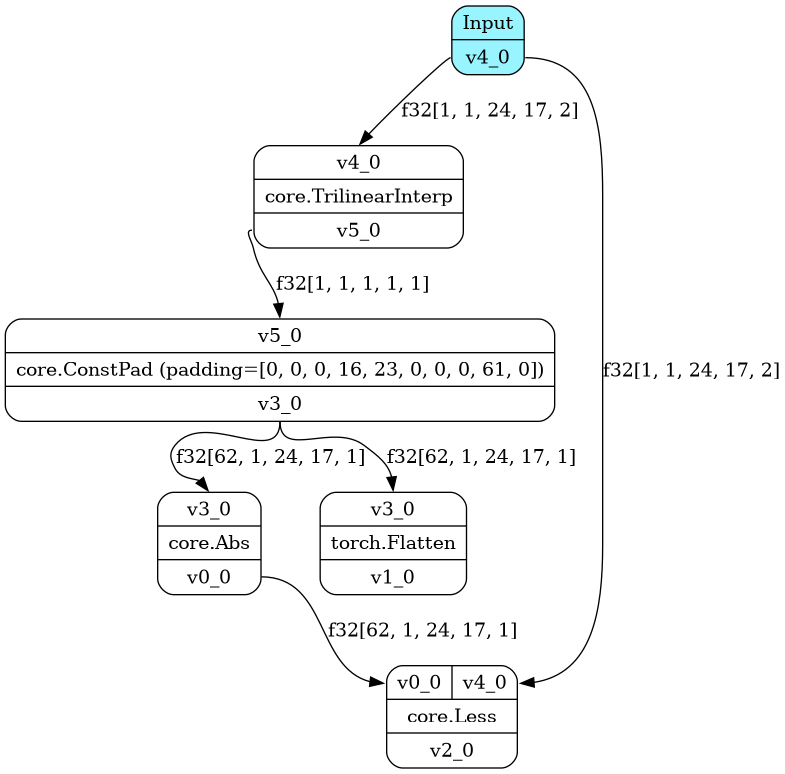 Input
v4_0
f32[1, 1, 24, 17, 2]
v4_0
core.TrilinearInterp
v5_0
f32[1, 1, 1, 1, 1]
f32[1, 1, 24, 17, 2]
v5_0
core.ConstPad (padding=[0, 0, 0, 16, 23, 0, 0, 0, 61, 0])
v3_0
f32[62, 1, 24, 17, 1]
f32[62, 1, 24, 17, 1]
v3_0
core.Abs
v0_0
v3_0
torch.Flatten
v1_0
f32[62, 1, 24, 17, 1]
v0_0
v4_0
core.Less
v2_0